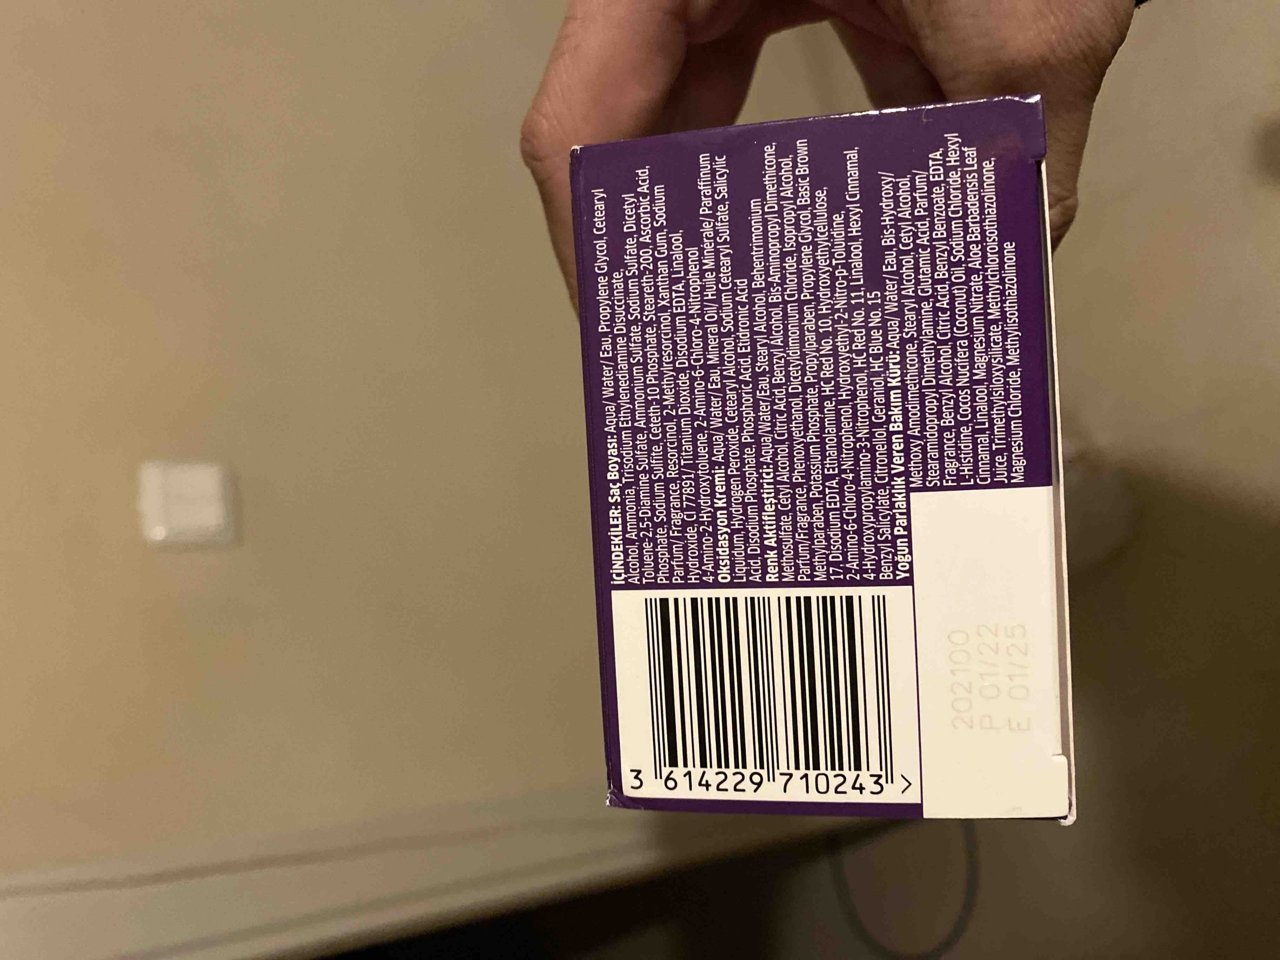 İÇİNDEKİLER: Saç Boyası: Aqua/ Water/ Eau, Propylene Glycol, Cetearyl
Alcohol, Ammonia, Trisodium Ethylenediamine Disuccinate,
Toluene-2,5-Diamine Sulfate, Ammonium Sulfate, Sodium Sulfate, Dicetyl
Phosphate, Sodium Sulfite, Ceteth-10 Phosphate, Steareth-200, Ascorbic Acid,
Parfum/ Fragrance, Resorcinol, 2-Methylresorcinol, Xanthan Gum, Sodium
Hydroxide, CI 77891/ Titanium Dioxide, Disodium EDTA, Linalool,
4-Amino-2-Hydroxytoluene, 2-Amino-6-Chloro-4-Nitrophenol
Oksidasyon Kremi: Aqua/ Water/ Eau, Mineral Oil/ Huile Minerale/ Paraffinum
Liquidum, Hydrogen Peroxide, Cetearyl Alcohol, Sodium Cetearyl Sulfate, Salicylic
Acid, Disodium Phosphate, Phosphoric Acid, Etidronic Acid
Renk Aktifleştirici: Aqua/Water/Eau, Stearyl Alcohol, Behentrimonium
Methosulfate, Cetyl Alcohol, Citric Acid, Benzyl Alcohol, Bis-Aminopropyl Dimethicone,
Parfum/Fragrance, Phenoxyethanol, Dicetyldimonium Chloride, Isopropyl Alcohol,
Methylparaben, Potassium Phosphate, Propylparaben, Propylene Glycol, Basic Brown
17, Disodium EDTA, Ethanolamine, HC Red No. 10, Hydroxyethylcellulose,
2-Amino-6-Chloro-4-Nitrophenol, Hydroxyethyl-2-Nitro-p-Toluidine,
4-Hydroxypropylamino-3-Nitrophenol, HC Red No. 11, Linalool, Hexyl Cinnamal,
Benzyl Salicylate, Citronellol, Geraniol, HC Blue No. 15
Yoğun Parlaklık Veren Bakım Kürü: Aqua/ Water/ Eau, Bis-Hydroxy/
Methoxy Amodimethicone, Stearyl Alcohol, Cetyl Alcohol,
Stearamidopropyl Dimethylamine, Glutamic Acid, Parfum/
Fragrance, Benzyl Alcohol, Citric Acid, Benzyl Benzoate, EDTA,
L-Histidine, Cocos Nucifera (Coconut) Oil, Sodium Chloride, Hexyl
Cinnamal, Linalool, Magnesium Nitrate, Aloe Barbadensis Leaf
Juice, Trimethylsiloxysilicate, Methylchloroisothiazolinone,
Magnesium Chloride, Methylisothiazolinone
3 614229 710243 >
202100
P 01/22
E 01/25